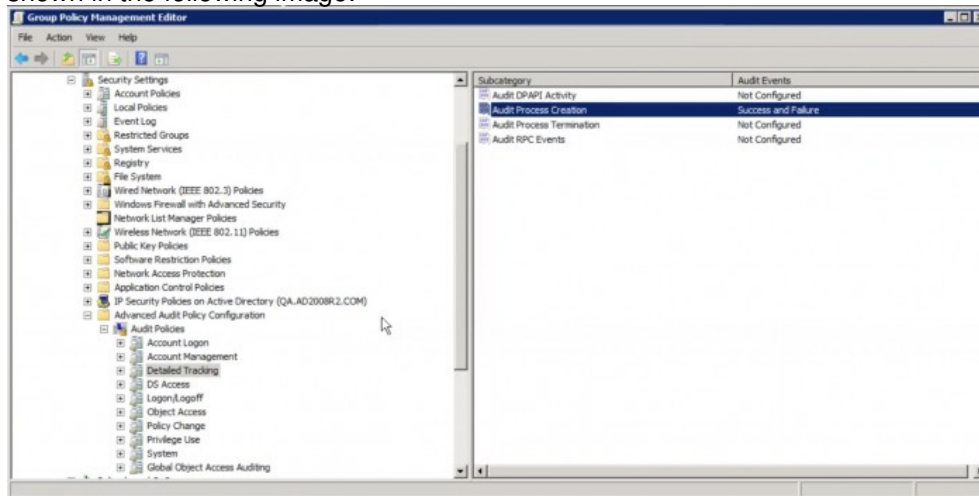 shown in the following image.
Group Policy Management Editor
File Action View Help
Security Settings
Account Policies
Local Policies
Event Log
Restricted Groups
System Services
Registry
File System
Wired Network (IEEE 802.3) Policies
Windows Firewall with Advanced Security
Network List Manager Policies
Wireless Network (IEEE 802.11) Policies
Public Key Policies
Software Restriction Policies
Network Access Protection
Application Control Policies
IP Security Policies on Active Directory (QA.AD2008R2.COM)
Advanced Audit Policy Configuration
Audit Policies
Account Logon
Account Management
Detailed Tracking
DS Access
Logon/Logoff
Object Access
Policy Change
Privilege Use
System
Global Object Access Auditing
Subcategory Audit Events
Audit DPAPI Activity Not Configured
Audit Process Creation Success and Failure
Audit Process Termination Not Configured
Audit RPC Events Not Configured